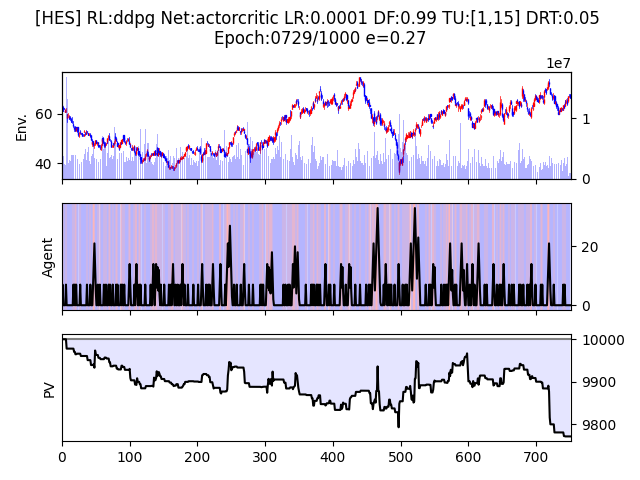 [HES] RL:ddpg Net:actorcritic LR:0.0001 DF:0.99 TU:[1,15] DRT:0.05
Epoch:0729/1000 e=0.27
1e7
Env.
60
40
1
0
Agent
20
0
PV
10000
9900
9800
0 100 200 300 400 500 600 700